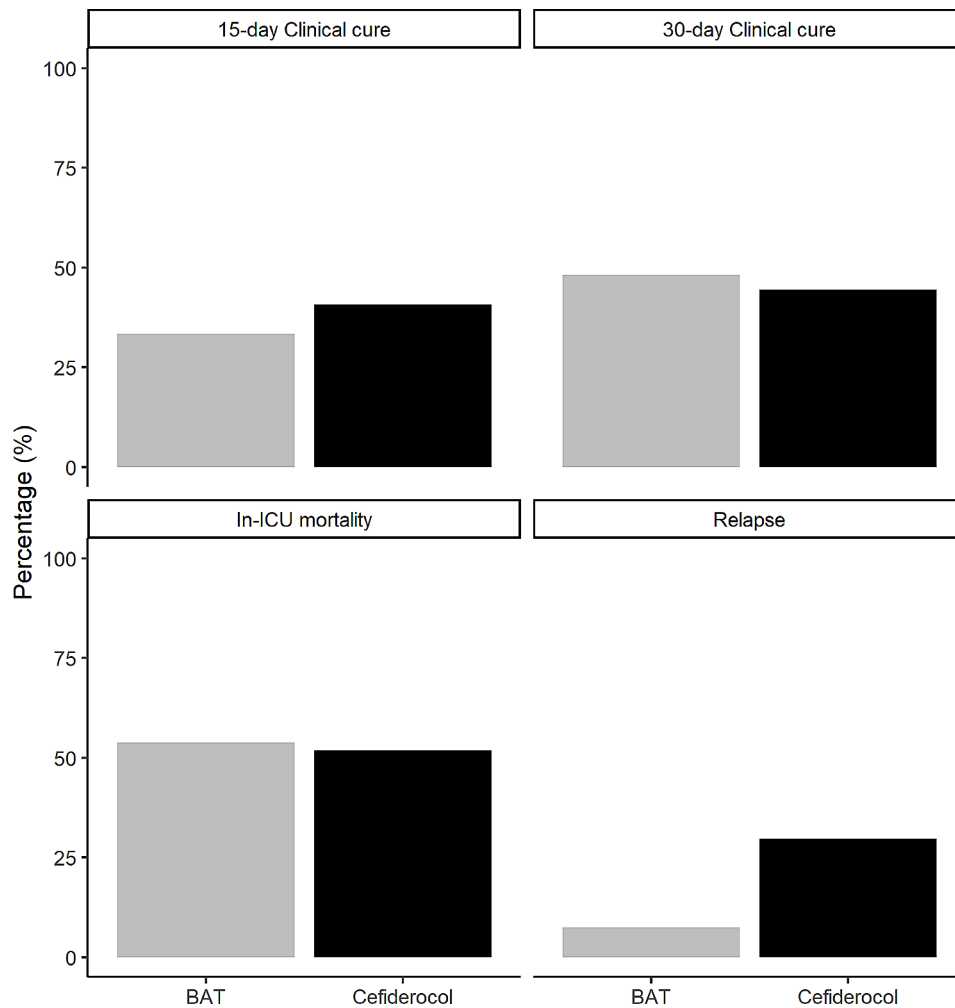 15-day Clinical cure
30-day Clinical cure
100
75
50
25
0
Percentage (%)
In-ICU mortality
Relapse
100
75
50
25
0
BAT
Cefiderocol
BAT
Cefiderocol